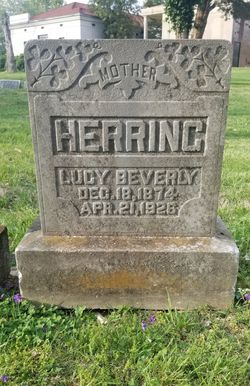 MOTHER
HERRING
LUCY BEVERLY
DEC. 18, 1874
APR. 21, 1926